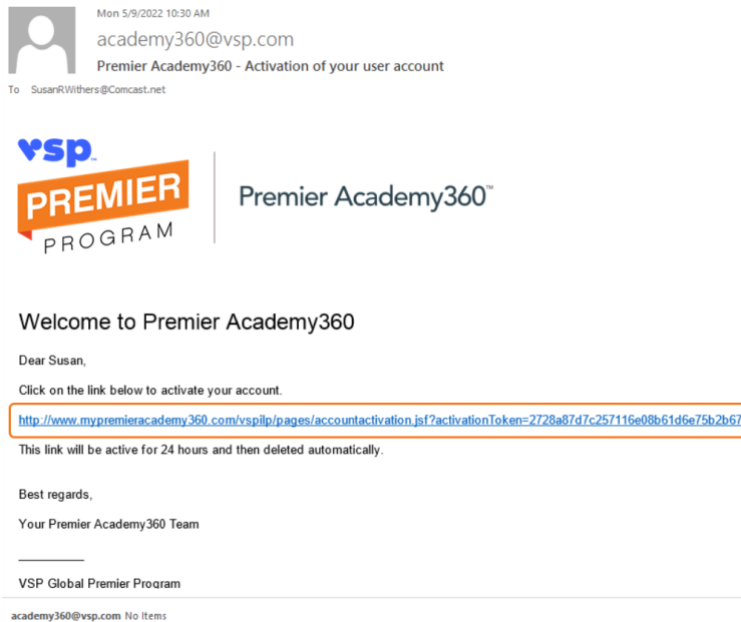 Mon 5/9/2022 10:30 AM
academy360@vsp.com
Premier Academy360 - Activation of your user account
To SusanRWithers@Comcast.net
vsp™
PREMIER
PROGRAM
Premier Academy360™
Welcome to Premier Academy360
Dear Susan,
Click on the link below to activate your account.
http://www.mypremieracademy360.com/vspilp/pages/accountactivation.jsf?activationToken=2728a87d7c257116e08b61d6e75b2b67
This link will be active for 24 hours and then deleted automatically.
Best regards,
Your Premier Academy360 Team
VSP Global Premier Program
academy360@vsp.com No Items